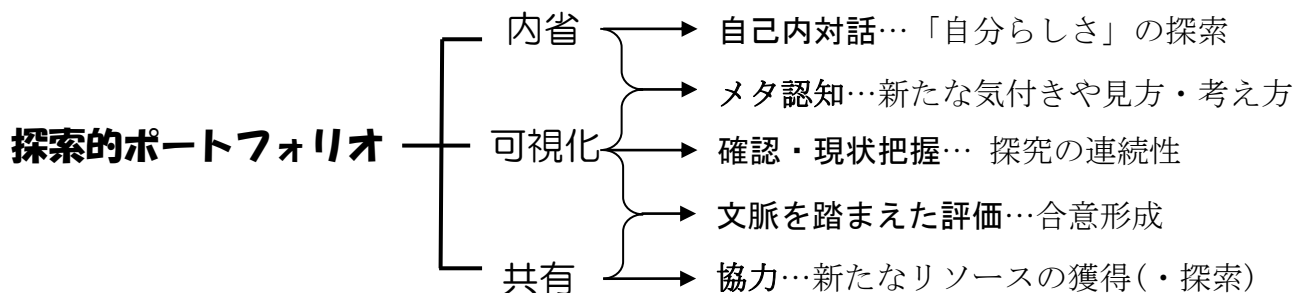 内省
自己内対話…「自分らしさ」の探索
メタ認知…新たな気付きや見方・考え方
探索的ポートフォリオ
可視化
確認・現状把握… 探究の連続性
文脈を踏まえた評価…合意形成
共有
協力…新たなリソースの獲得(・探索)